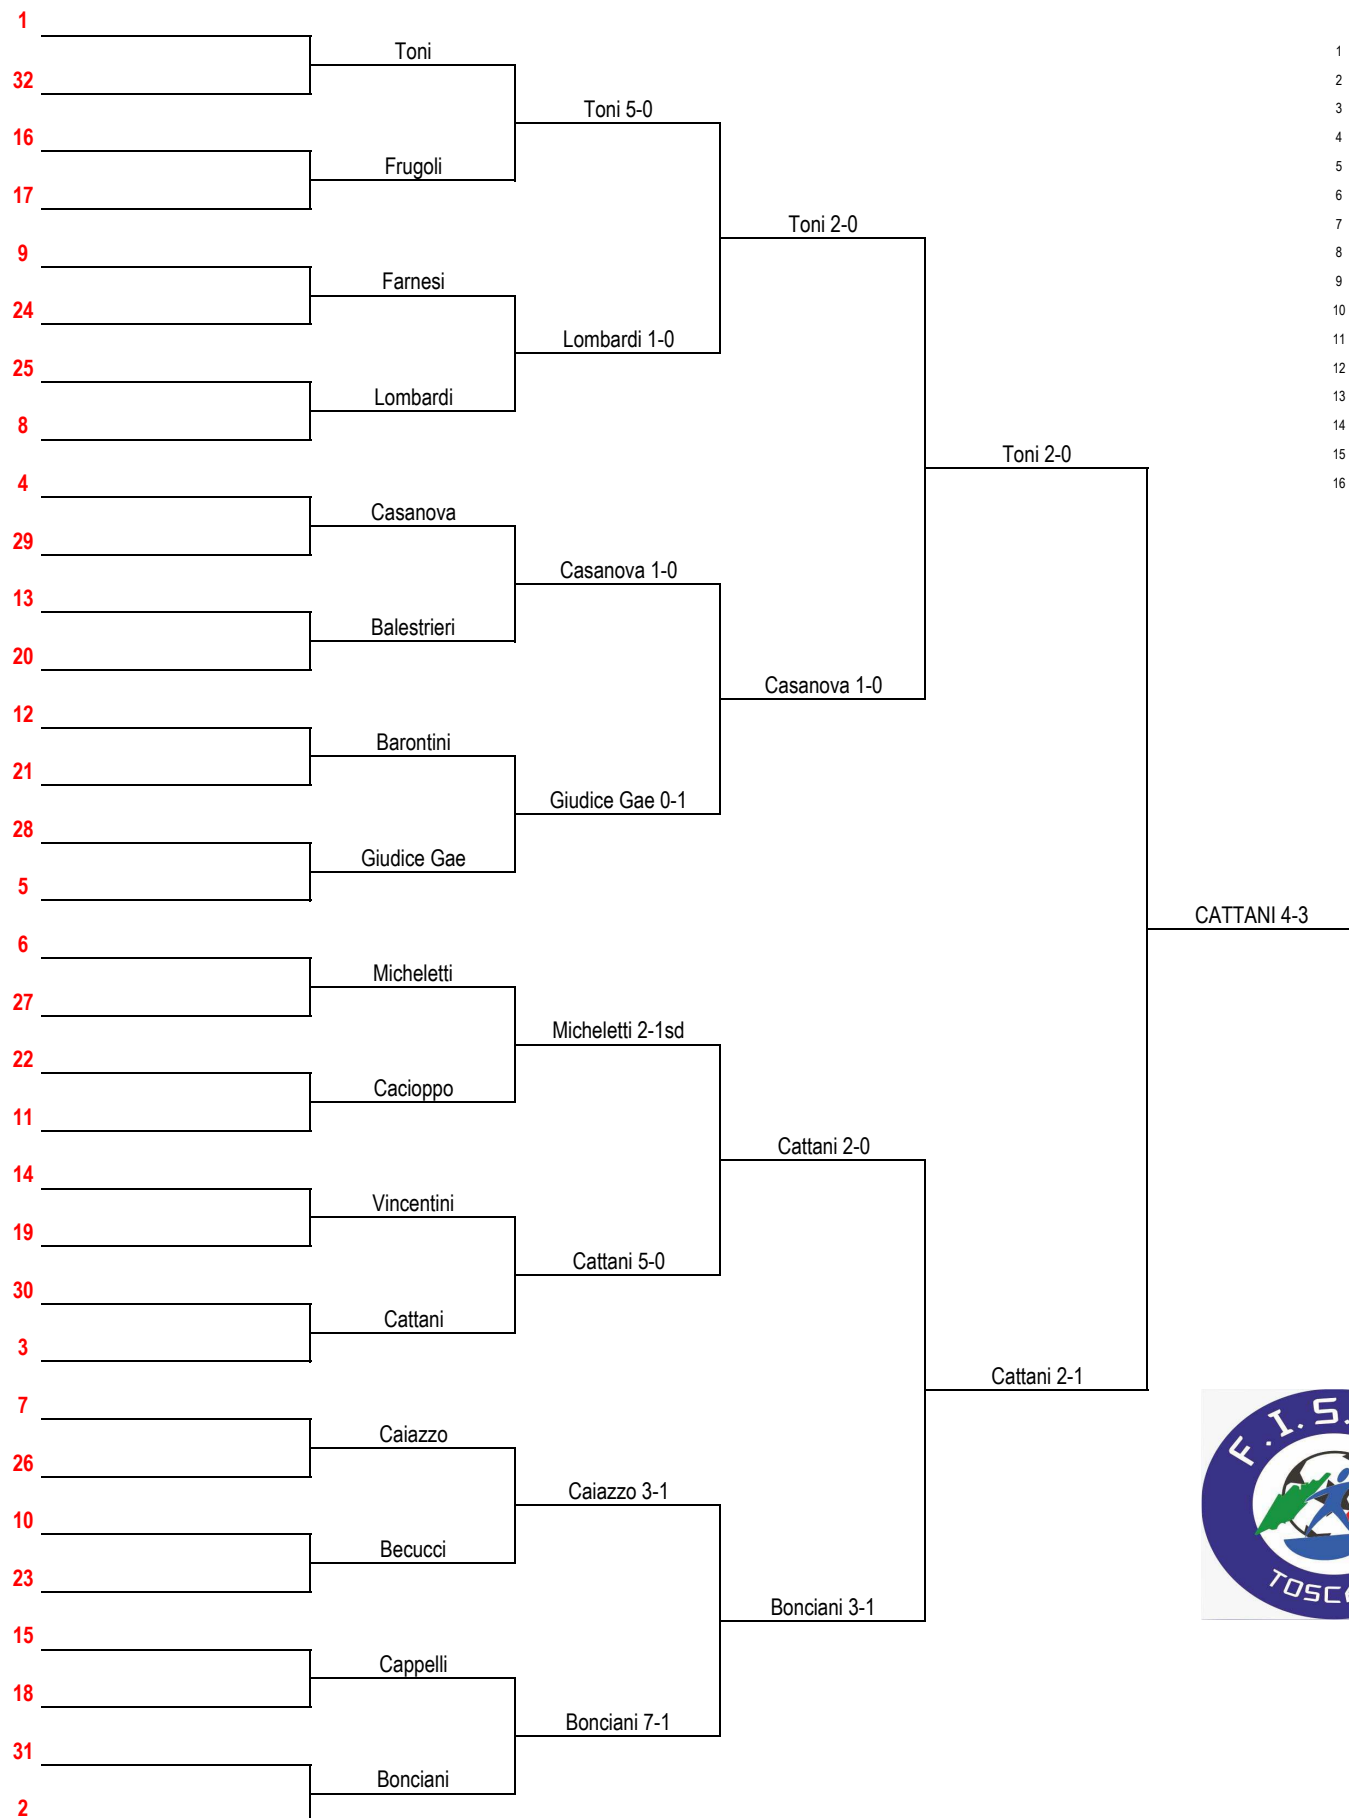 1
Toni
1
32
2
Toni 5-0
3
16
4
Frugoli
5
17
6
Toni 2-0
7
9
8
Farnesi
9
24
10
Lombardi 1-0
11
25
12
Lombardi
13
8
14
Toni 2-0
15
4
16
Casanova
29
Casanova 1-0
13
Balestrieri
20
Casanova 1-0
12
Barontini
21
Giudice Gae 0-1
28
Giudice Gae
5
CATTANI 4-3
6
Micheletti
27
Micheletti 2-1sd
22
Cacioppo
11
Cattani 2-0
14
Vincentini
19
Cattani 5-0
30
Cattani
3
Cattani 2-1
7
F.I.S.
Caiazzo
26
Caiazzo 3-1
10
Becucci
23
TOSC
Bonciani 3-1
15
Cappelli
18
Bonciani 7-1
31
Bonciani
2